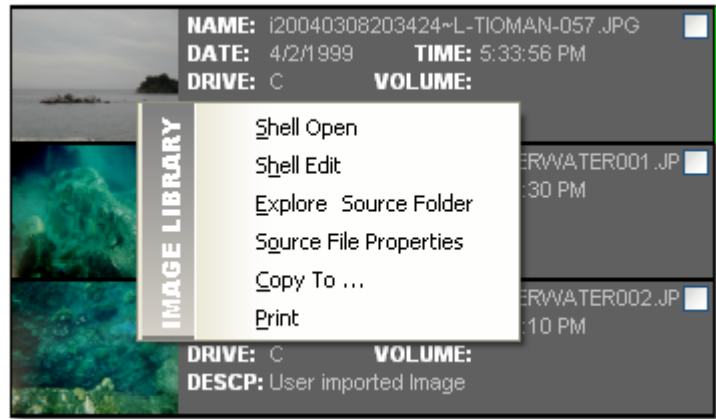 NAME: i20040308203424~L-TIOMAN-057.JPG
DATE: 4/2/1999 TIME: 5:33:56 PM
DRIVE: C VOLUME:
IMAGE LIBRARY
Shell Open
Shell Edit
Explore Source Folder
Source File Properties
Copy To ...
Print
ERWATER001.JP
:30 PM
ERWATER002.JP
:10 PM
DRIVE: C VOLUME:
DESCP: User imported Image